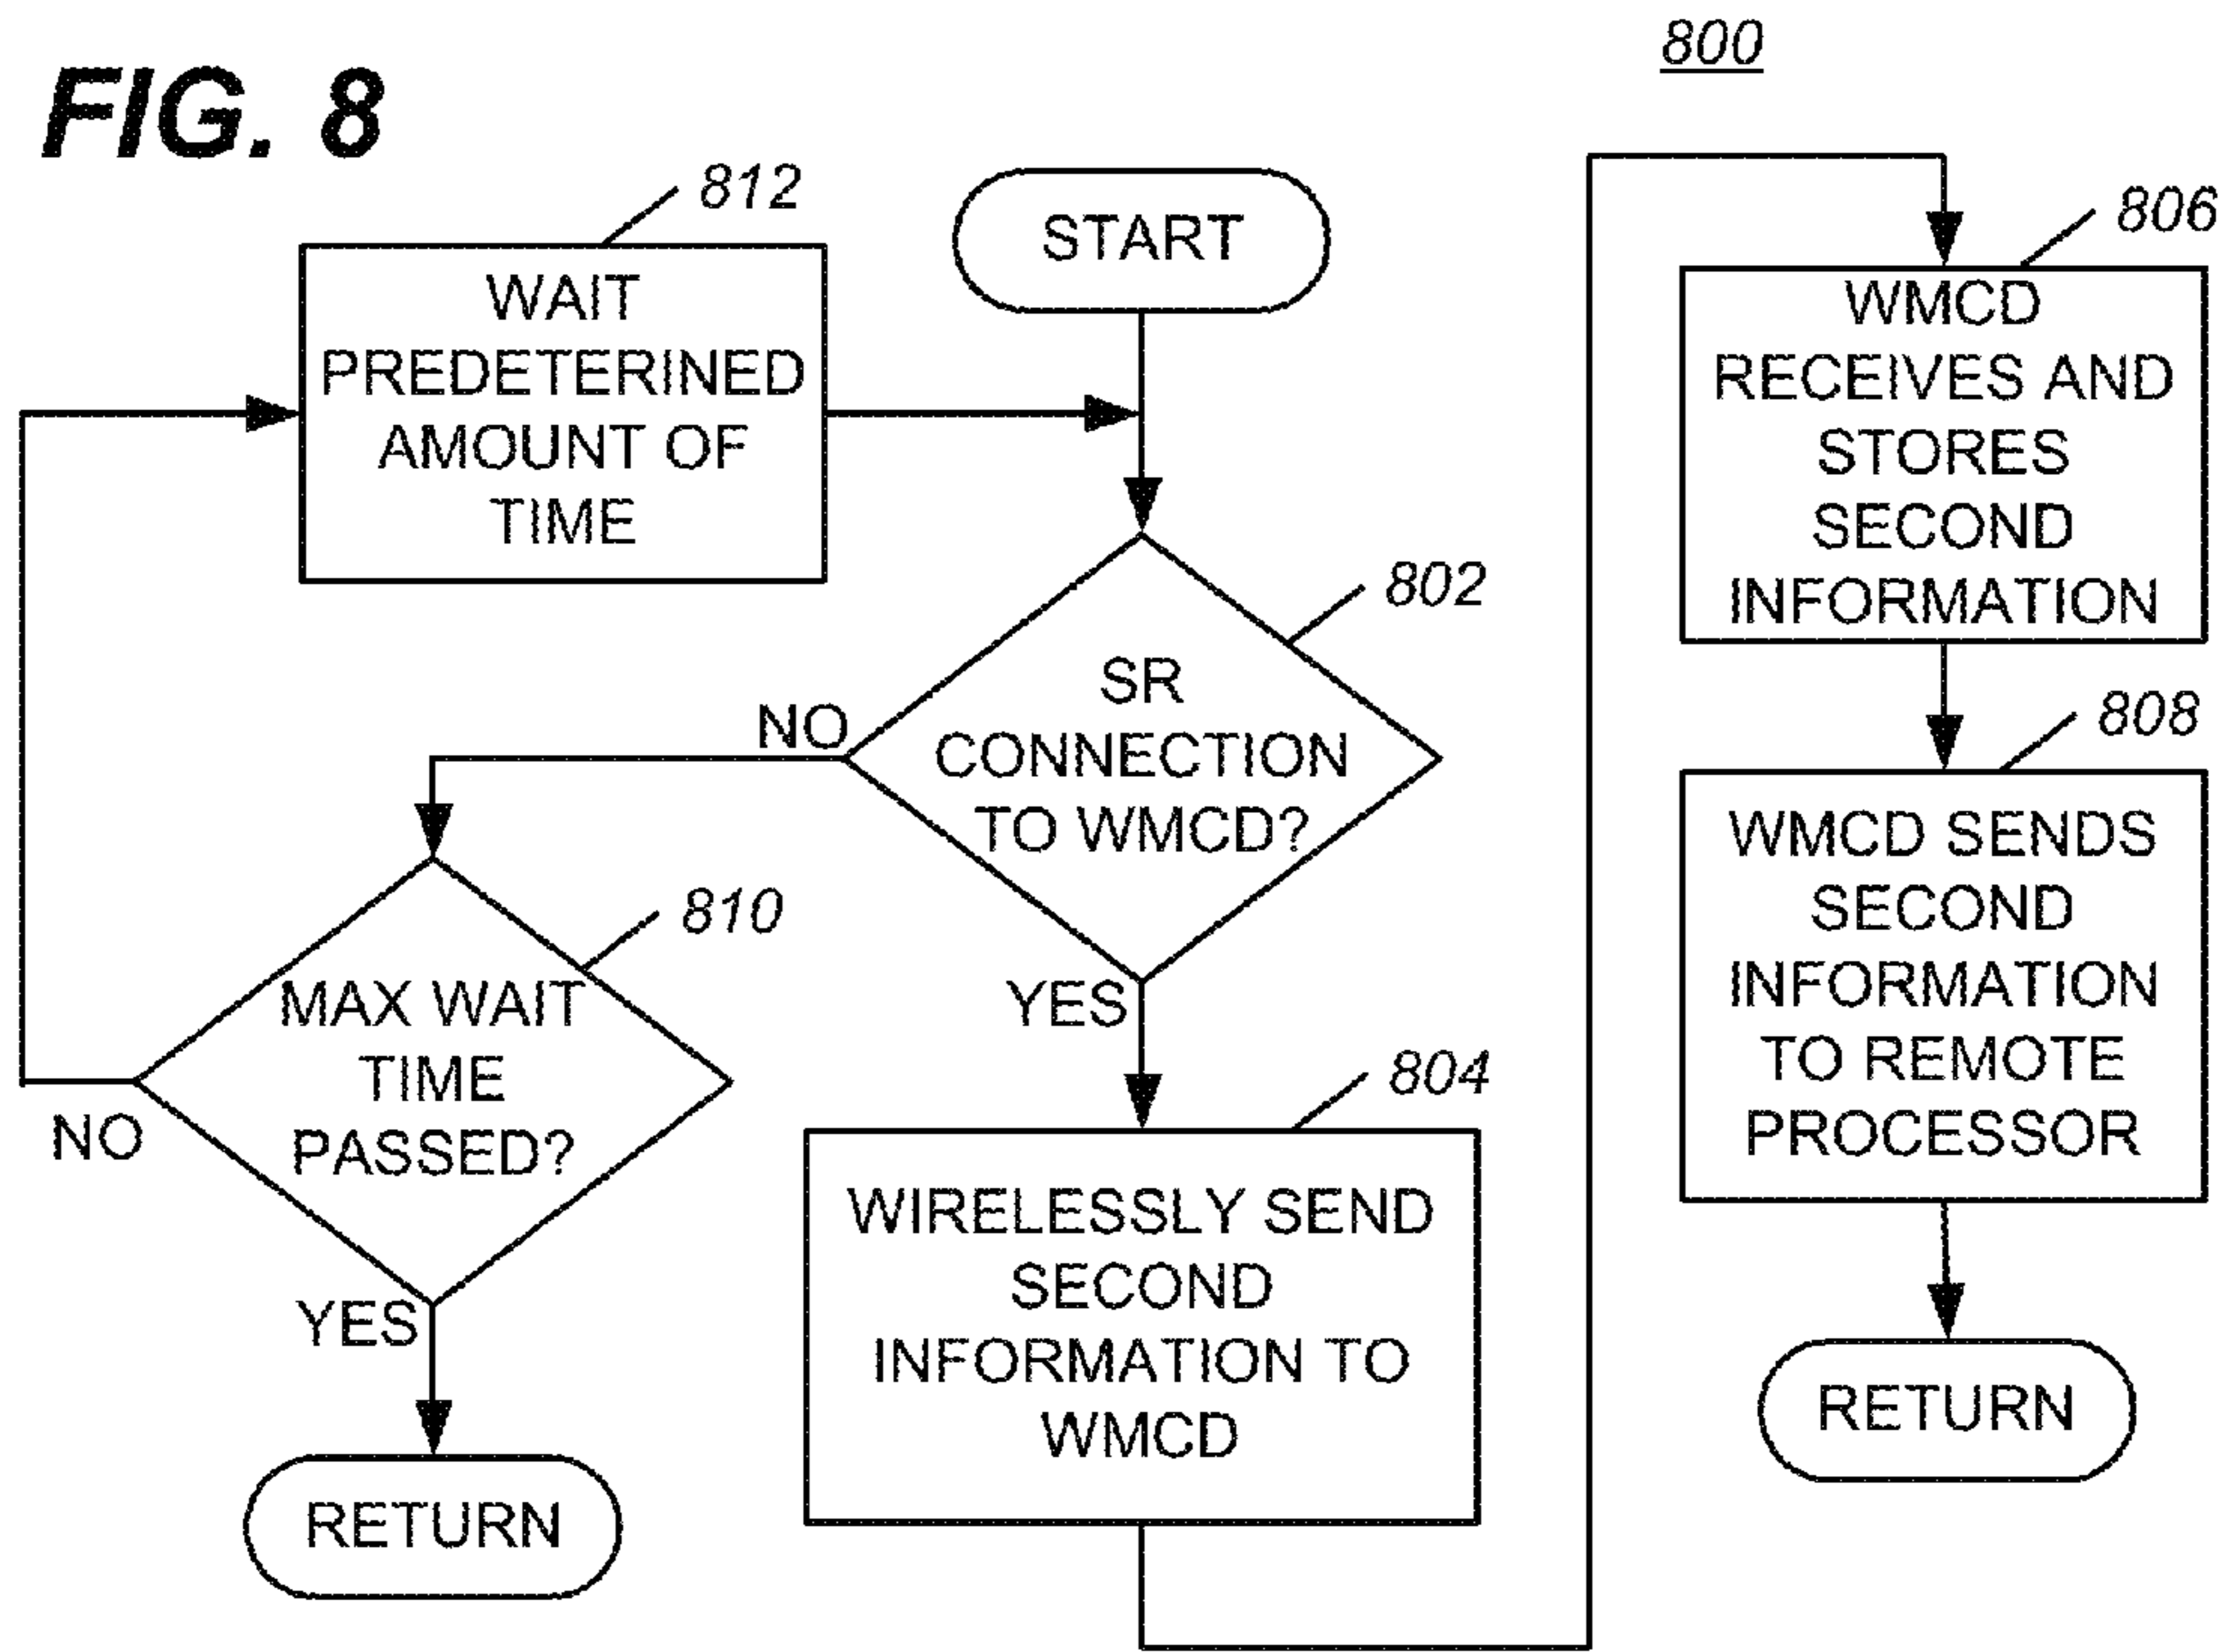 FIG. 8
800
812
WAIT
PREDETERINED
AMOUNT OF
TIME
START
802
SR
CONNECTION
TO WMCD?
NO
YES
810
MAX WAIT
TIME
PASSED?
NO
YES
RETURN
804
WIRELESSLY SEND
SECOND
INFORMATION TO
WMCD
806
WMCD
RECEIVES AND
STORES
SECOND
INFORMATION
808
WMCD SENDS
SECOND
INFORMATION
TO REMOTE
PROCESSOR
RETURN